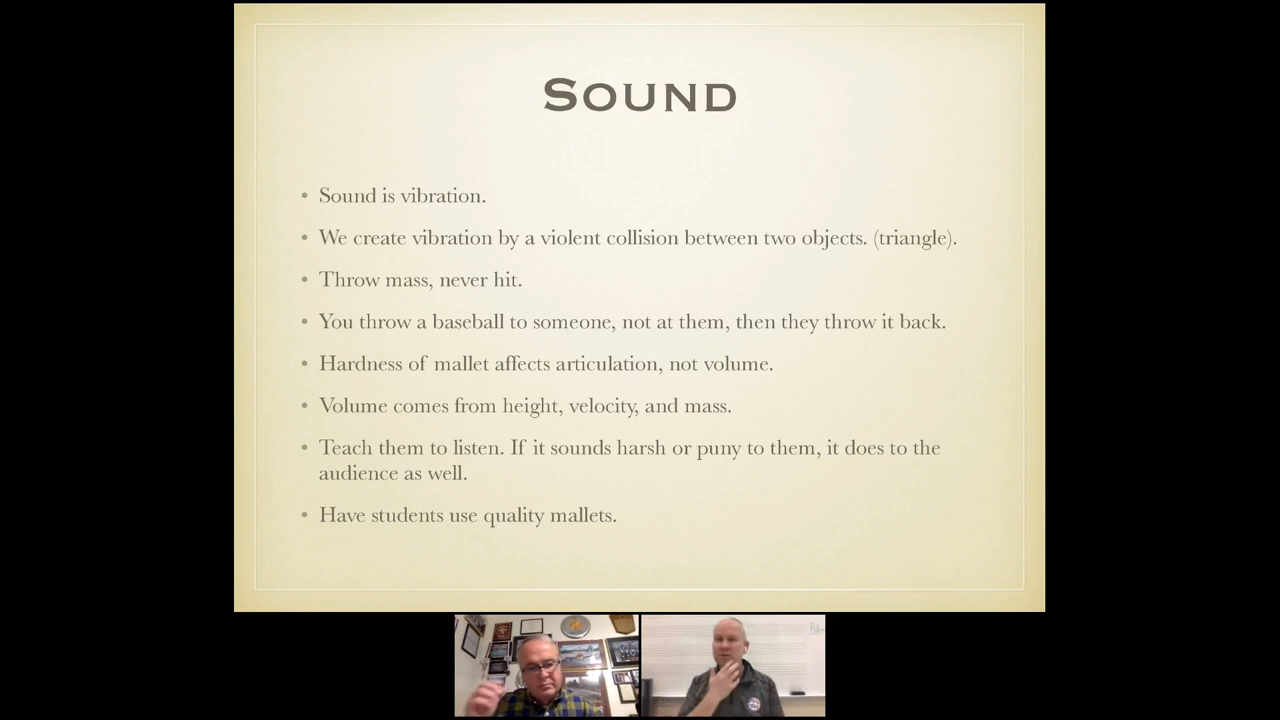 SOUND
• Sound is vibration.
• We create vibration by a violent collision between two objects. (triangle).
• Throw mass, never hit.
• You throw a baseball to someone, not at them, then they throw it back.
• Hardness of mallet affects articulation, not volume.
• Volume comes from height, velocity, and mass.
• Teach them to listen. If it sounds harsh or puny to them, it does to the
audience as well.
• Have students use quality mallets.